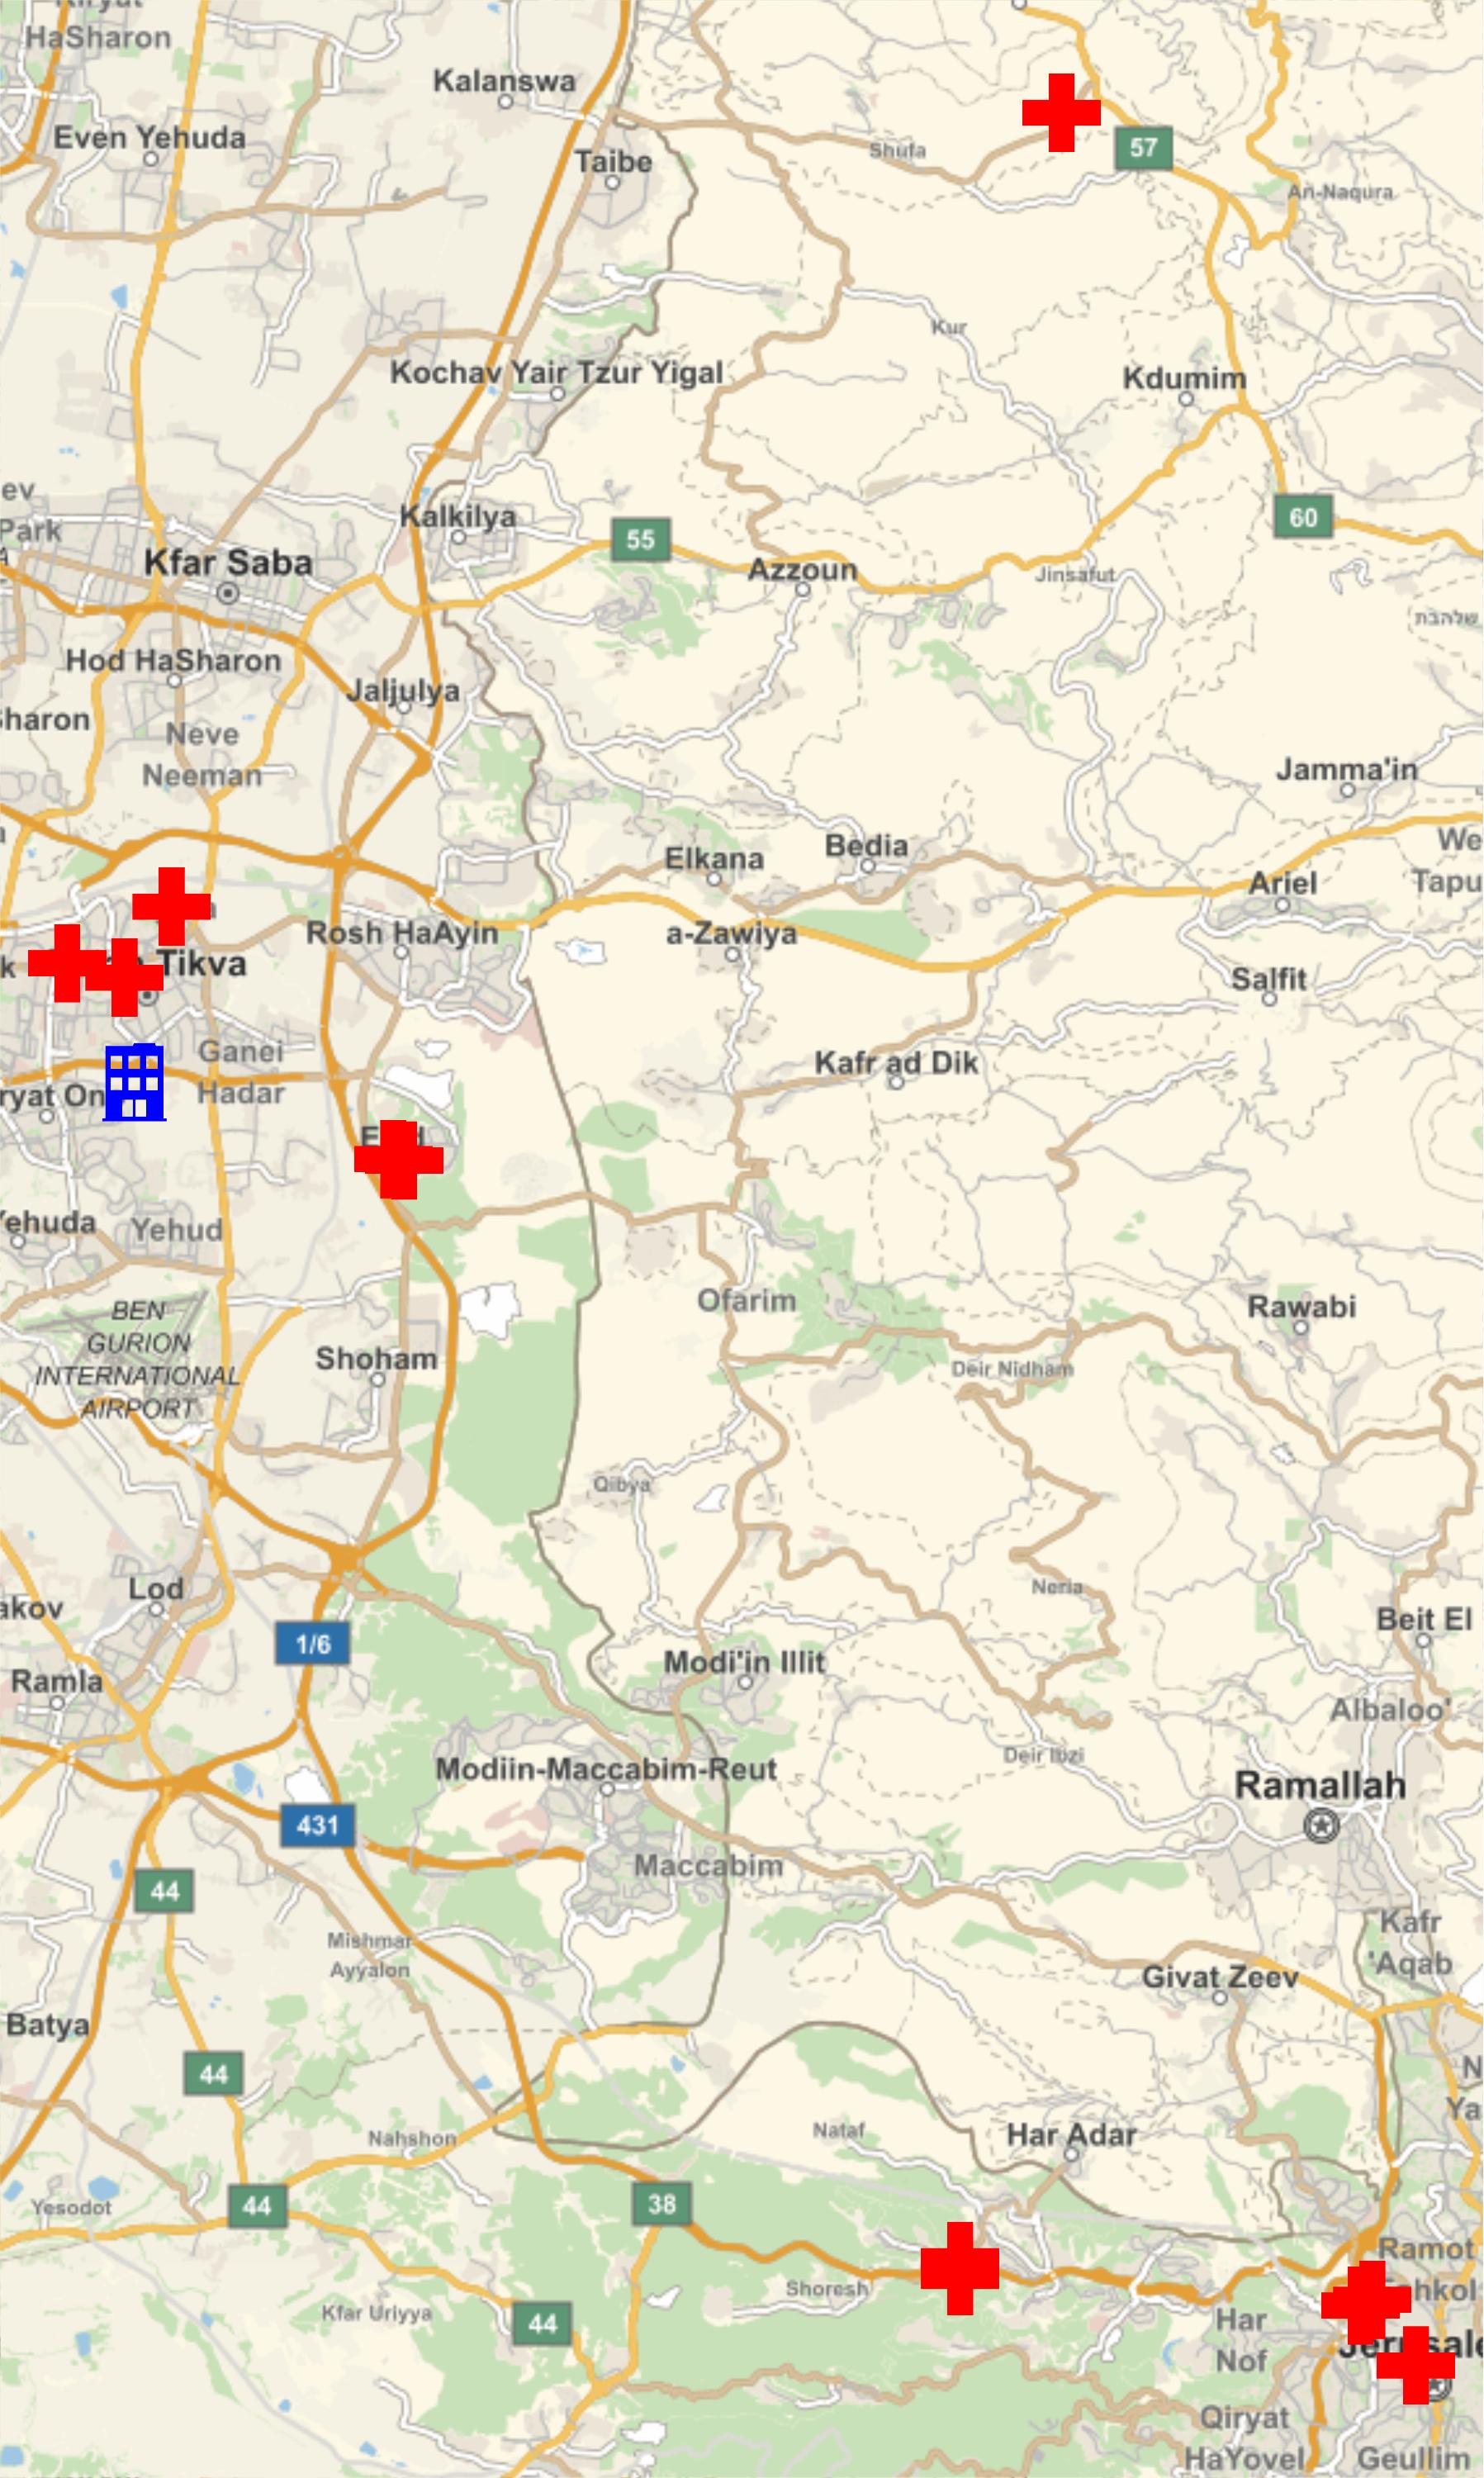 HaSharon
Kalanswa
Even Yehuda
Taibe
Shufa
57
An-Naqura
Kur
Kochav Yair Tzur Yigal
Kdumim
ev
Park
Kalkilya
55
60
Kfar Saba
Azzoun
Jinsafut
שלהבת
Hod HaSharon
Jaljulya
Sharon
Neve
Neeman
Jamma'in
Bedia
Elkana
We
Ariel
Tapu
Rosh HaAyin
a-Zawiya
k
Tikva
Salfit
Ganei
Hadar
Kafr ad Dik
ryat On
Yehuda
Yehud
Ofarim
Rawabi
BEN
GURION
INTERNATIONAL
AIRPORT
Shoham
Deir Nidham
Qibya
Lod
Neria
akov
Beit El
1/6
Ramla
Modi'in Illit
Albaloo'
Deir Ibzi
Modiin-Maccabim-Reut
Ramallah
431
Maccabim
44
Kafr
'Aqab
Mishmar
Ayyalon
Givat Zeev
Batya
44
N
Ya
Nataf
Har Adar
Nahshon
Yesodot
44
38
Ramot
hkol
Shoresh
Kfar Uriyya
44
Har
Nof
Qiryat
HaYovel
Geullim